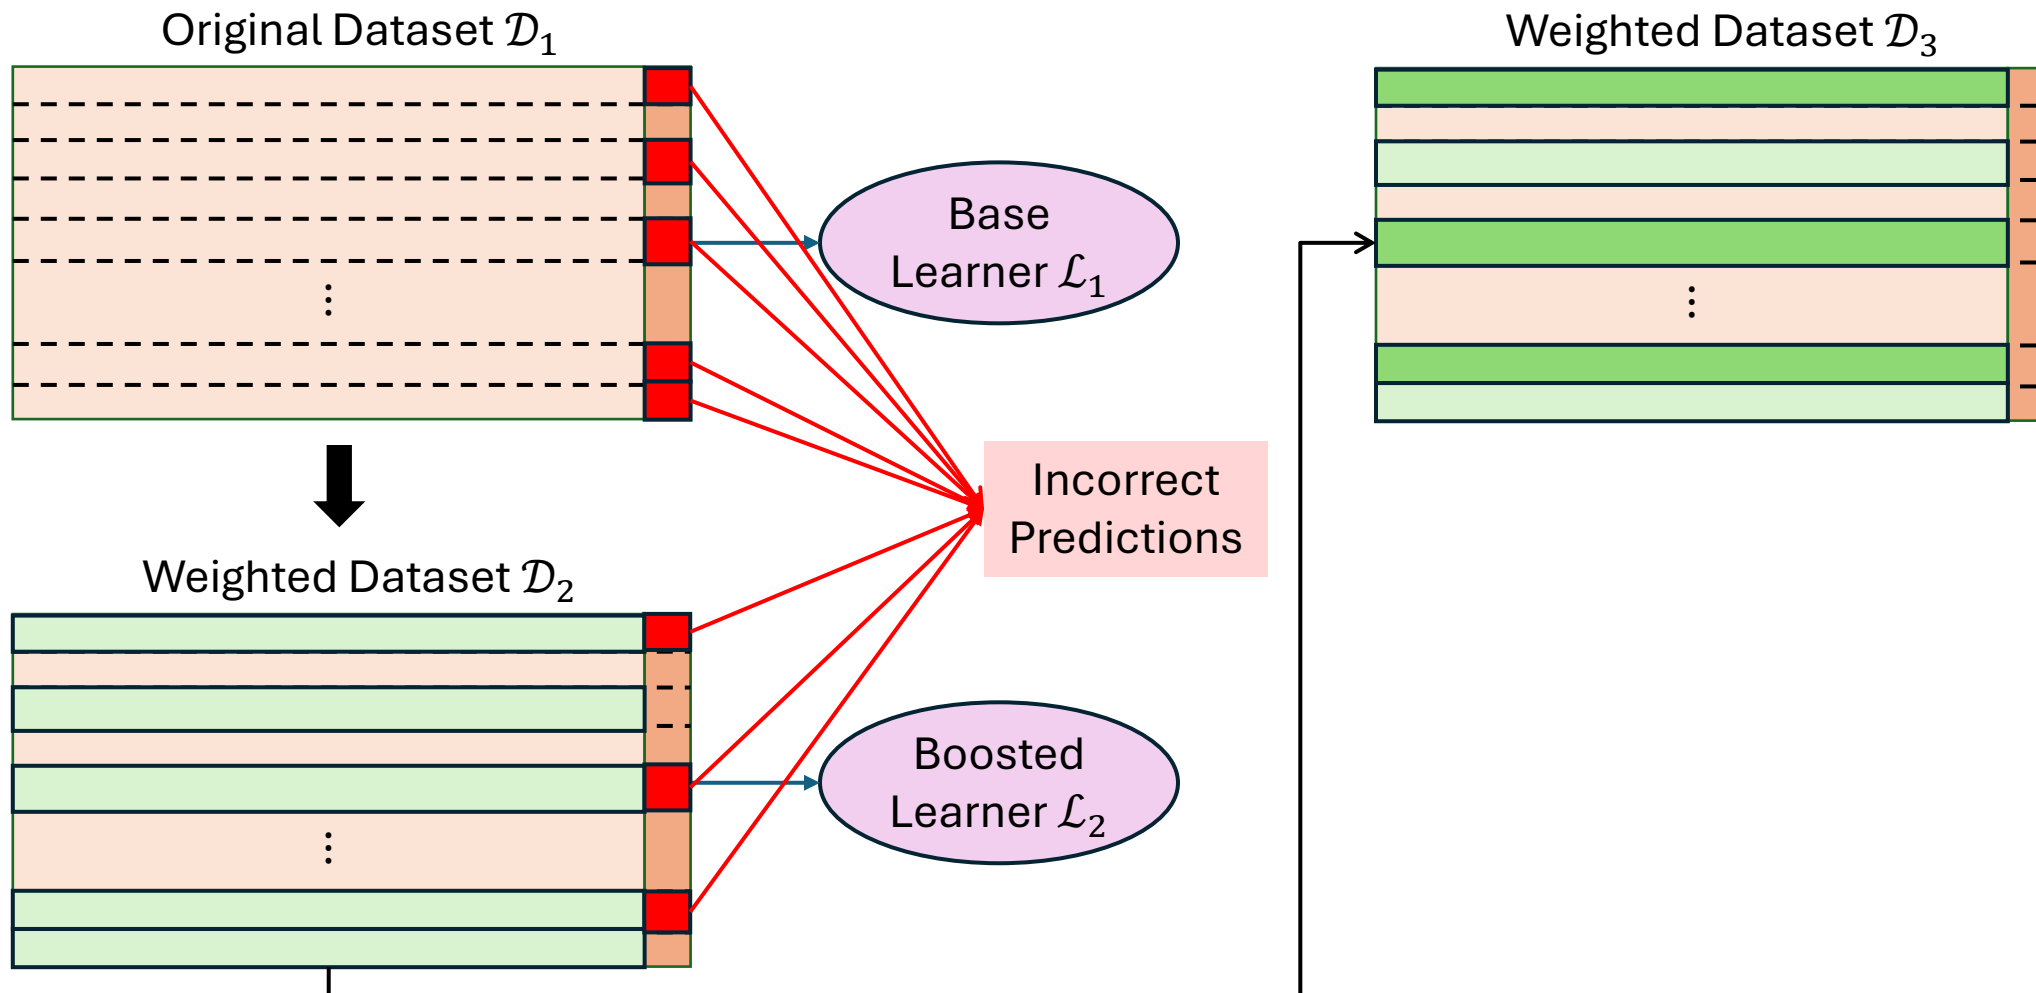 Original Dataset 𝒟₁
Base
Learner ℒ₁
⋮
Incorrect
Predictions
Weighted Dataset 𝒟₂
Boosted
Learner ℒ₂
⋮
Weighted Dataset 𝒟₃
⋮